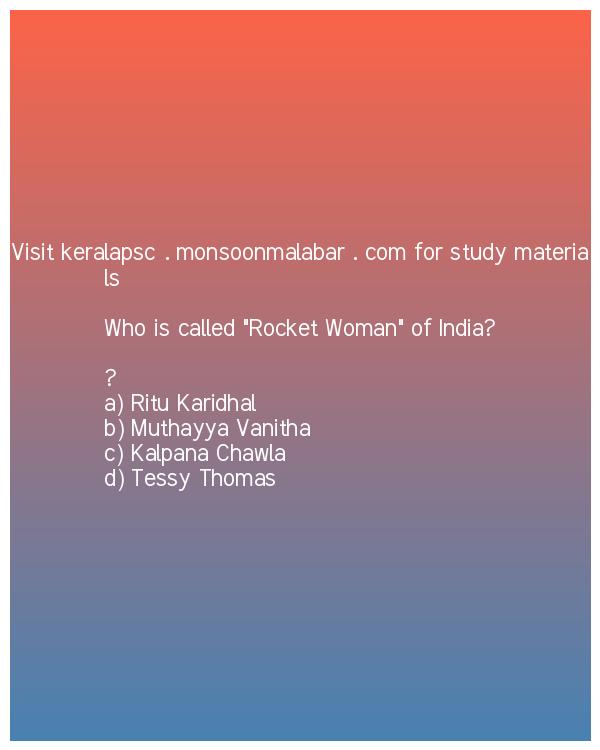 Visit keralapsc . monsoonmalabar . com for study materia
ls
Who is called "Rocket Woman" of India?
?
a) Ritu Karidhal
b) Muthayya Vanitha
c) Kalpana Chawla
d) Tessy Thomas